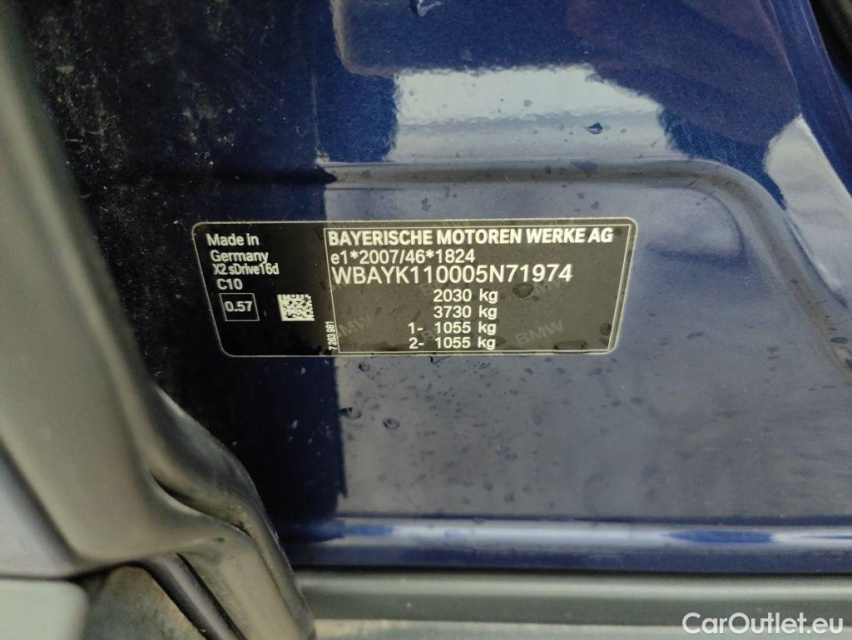 Made in
Germany
X2 sDrive16d
C10
0.57
BAYERISCHE MOTOREN WERKE AG
e1*2007/46*1824
WBAYK110005N71974
2030 kg
3730 kg
1- 1055 kg
2- 1055 kg
BMW
CarOutlet.eu